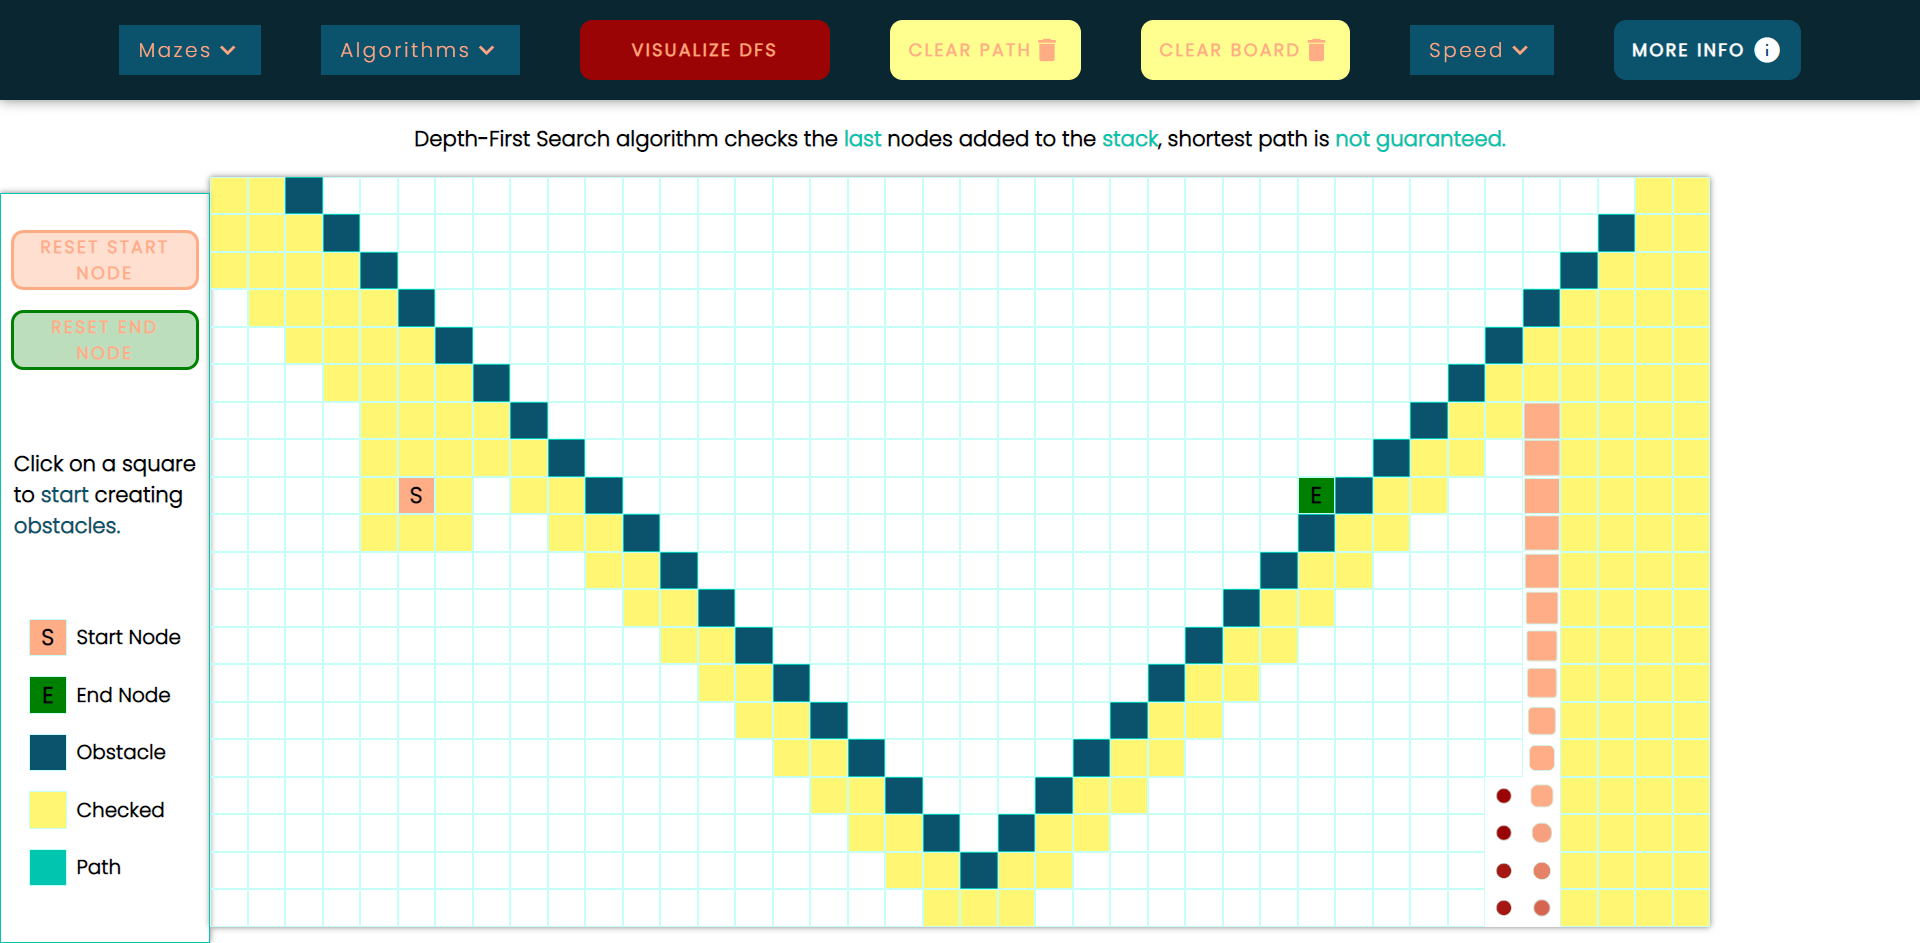 Mazes Algorithms VISUALIZE DFS CLEAR PATH CLEAR BOARD Speed MORE INFO i
Depth-First Search algorithm checks the last nodes added to the stack, shortest path is not guaranteed.
RESET START
NODE
RESET END
NODE
Click on a square
to start creating
obstacles.
S E
S Start Node
E End Node
Obstacle
Checked
Path